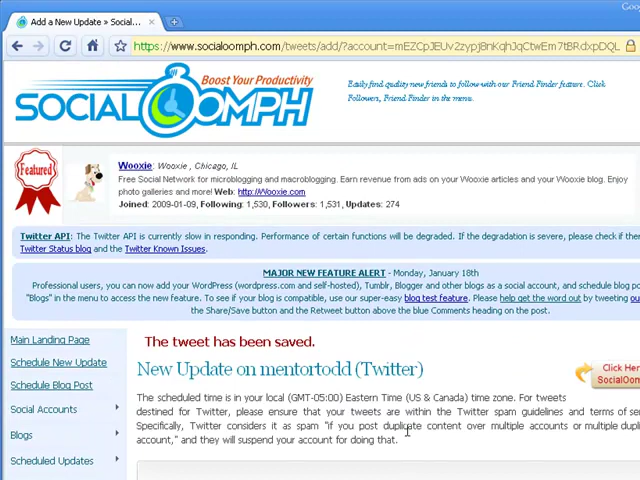 Goo
Add a New Update » Social...
https://www.socialoomph.com/tweets/add/?account=mEZCpJEUv2zypj8nKqhJqCtwEm7tBRdxpDQL
Boost Your Productivity
SOCIAL OOMPH
Easily find quality new friends to follow with our Friend Finder feature. Click
Followers, Friend Finder in the menu.
Featured
Wooxie: Wooxie, Chicago, IL
Free Social Network for microblogging and macroblogging. Earn revenue from ads on your Wooxie articles and your Wooxie blog. Enjoy
photo galleries and more! Web: http://Wooxie.com
Joined: 2009-01-09, Following: 1,530, Followers: 1,531, Updates: 274
Twitter API: The Twitter API is currently slow in responding. Performance of certain functions will be degraded. If the degradation is severe, please check if ther
Twitter Status blog and the Twitter Known Issues.
MAJOR NEW FEATURE ALERT - Monday, January 18th
Professional users, you can now add your WordPress (wordpress.com and self-hosted), Tumblr, Blogger and other blogs as a social account, and schedule blog po
"Blogs" in the menu to access the new feature. To see if your blog is compatible, use our super-easy blog test feature. Please help get the word out by tweeting ou
the Share/Save button and the Retweet button above the blue Comments heading on the post.
Main Landing Page
Schedule New Update
Schedule Blog Post
Social Accounts
Blogs
Scheduled Updates
The tweet has been saved.
New Update on mentortodd (Twitter)
Click Her
SocialOom
The scheduled time is in your local (GMT-05:00) Eastern Time (US & Canada) time zone. For tweets
destined for Twitter, please ensure that your tweets are within the Twitter spam guidelines and terms of ser
Specifically, Twitter considers it as spam "if you post duplicate content over multiple accounts or multiple dupli
account," and they will suspend your account for doing that.